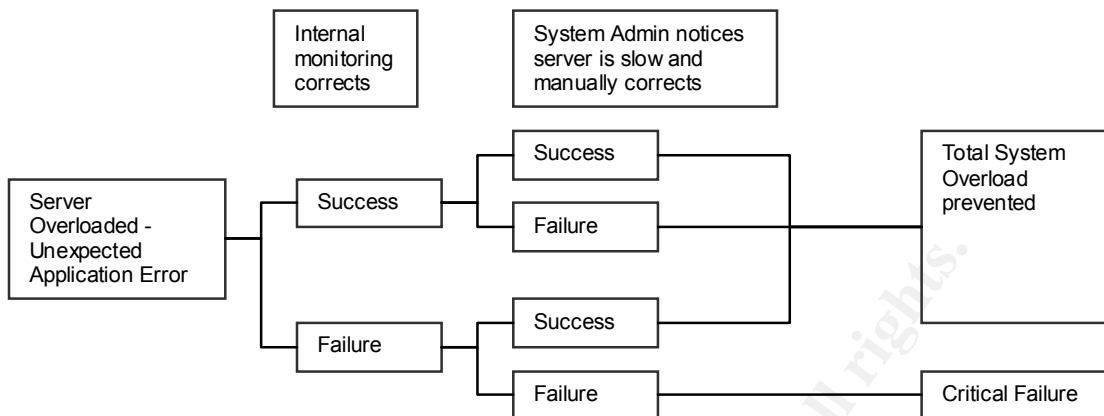 Internal
monitoring
corrects
System Admin notices
server is slow and
manually corrects
Server
Overloaded -
Unexpected
Application Error
Success
Failure
Success
Failure
Success
Failure
Total System
Overload
prevented
Critical Failure
rights.